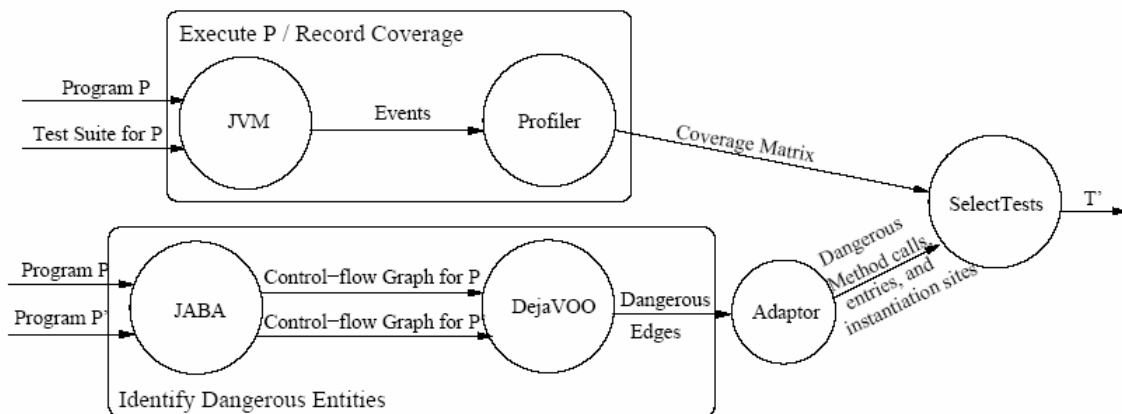 Execute P / Record Coverage
Program P
Test Suite for P
JVM
Events
Profiler
Coverage Matrix
SelectTests
T'
Program P
Program P'
JABA
Control-flow Graph for P
Control-flow Graph for P'
DejaVOO
Dangerous
Edges
Adaptor
Dangerous
Method calls,
entries, and
instantiation sites
Identify Dangerous Entities